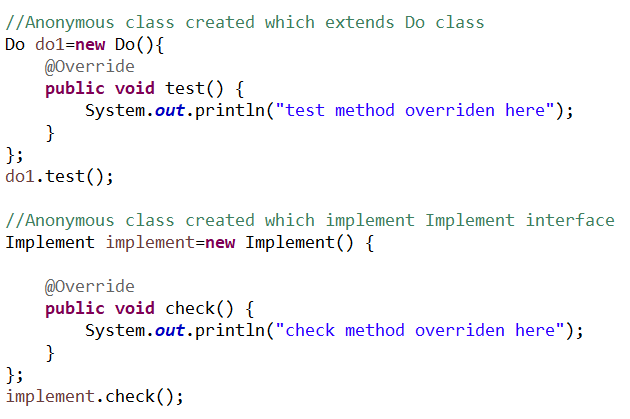 //Anonymous class created which extends Do class
Do do1=new Do(){
    @Override
    public void test() {
        System.out.println("test method overriden here");
    }
};
do1.test();

//Anonymous class created which implement Implement interface
Implement implement=new Implement() {

    @Override
    public void check() {
        System.out.println("check method overriden here");
    }
};
implement.check();